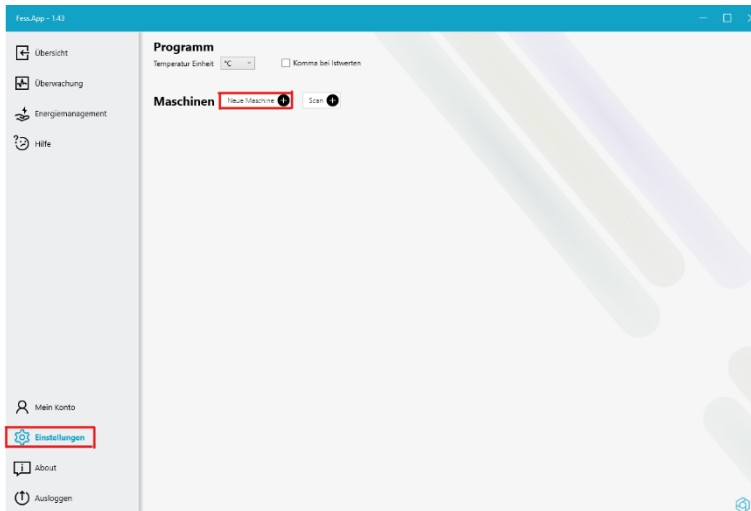 Fess.App - 1.43
Übersicht
Überwachung
Energiemanagement
Hilfe
Mein Konto
Einstellungen
About
Ausloggen
Programm
Temperatur Einheit °C Komma bei Istwerten
Maschinen Neue Maschine Scan